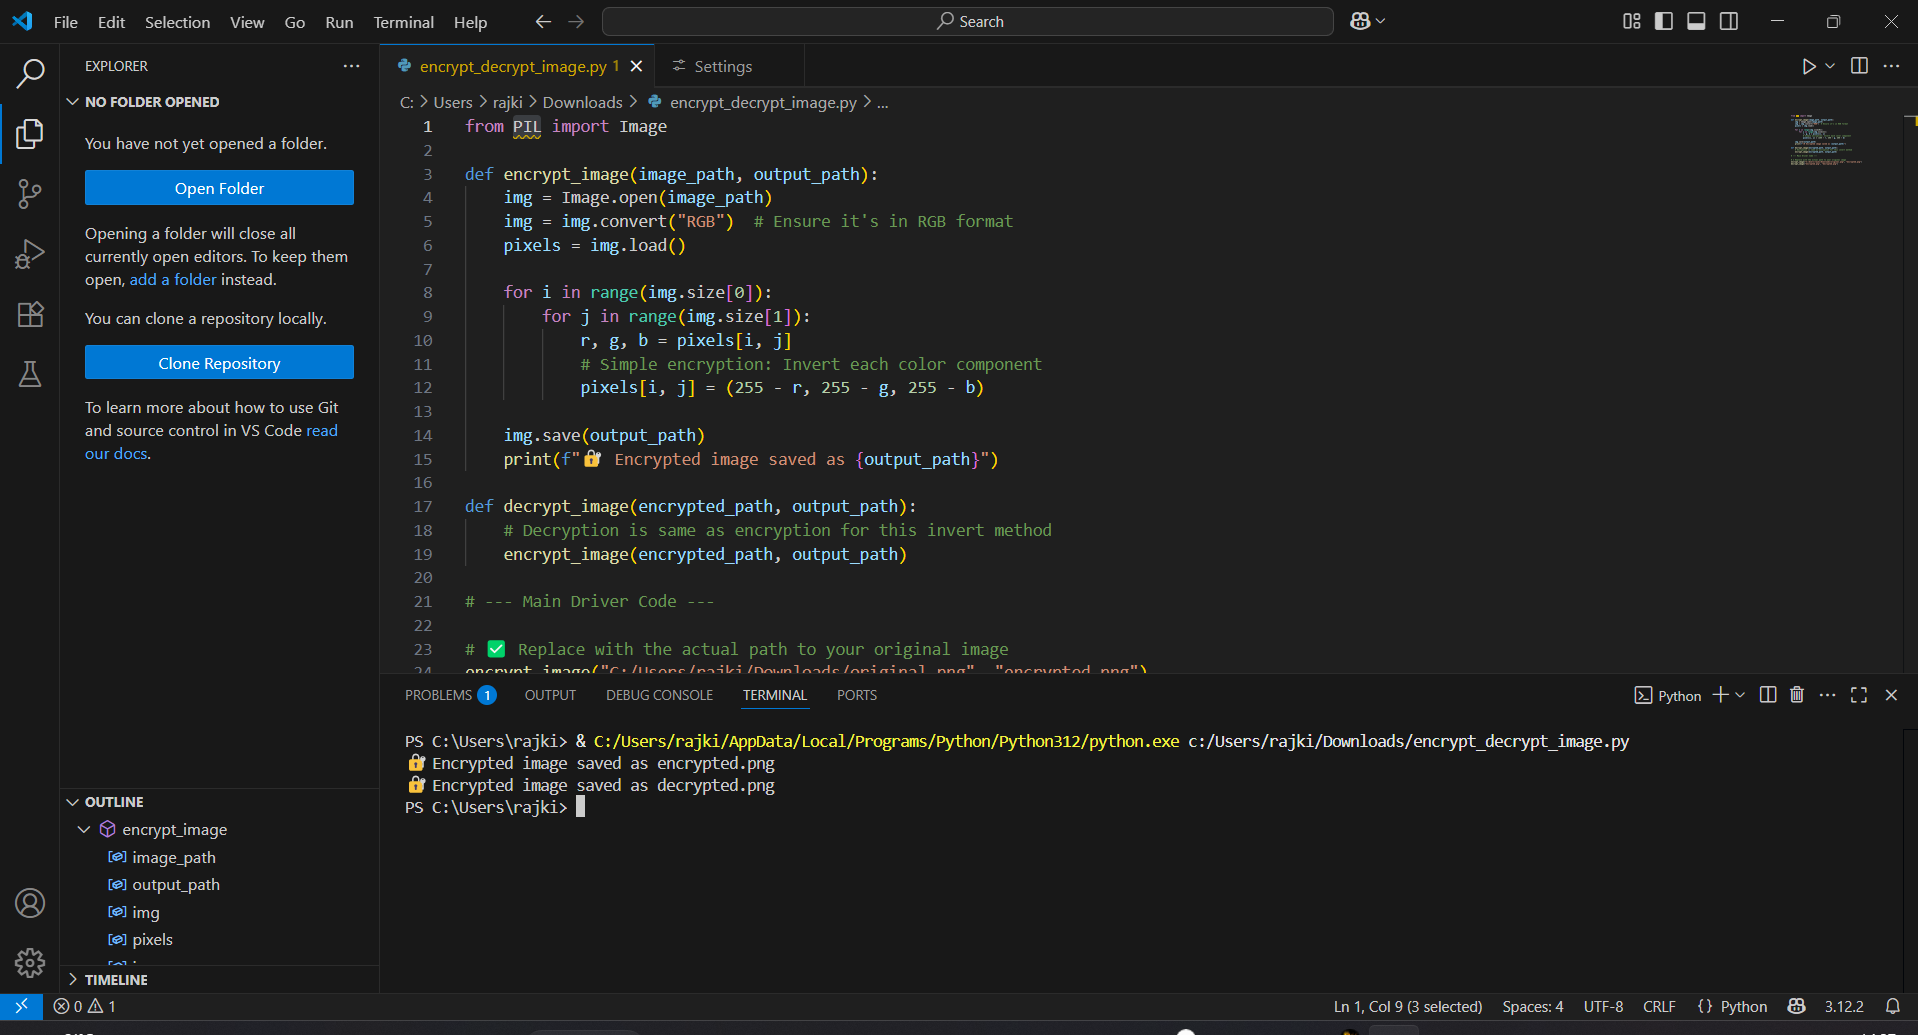 File Edit Selection View Go Run Terminal Help
Search
EXPLORER
NO FOLDER OPENED
You have not yet opened a folder.
Open Folder
Opening a folder will close all
currently open editors. To keep them
open, add a folder instead.
You can clone a repository locally.
Clone Repository
To learn more about how to use Git
and source control in VS Code read
our docs.
OUTLINE
encrypt_image
image_path
output_path
img
pixels
TIMELINE
encrypt_decrypt_image.py 1
Settings
C: > Users > rajki > Downloads > encrypt_decrypt_image.py > ...
1 from PIL import Image
2
3 def encrypt_image(image_path, output_path):
4 img = Image.open(image_path)
5 img = img.convert("RGB")  # Ensure it's in RGB format
6 pixels = img.load()
7
8 for i in range(img.size[0]):
9 for j in range(img.size[1]):
10 r, g, b = pixels[i, j]
11 # Simple encryption: Invert each color component
12 pixels[i, j] = (255 - r, 255 - g, 255 - b)
13
14 img.save(output_path)
15 print(f"🔐 Encrypted image saved as {output_path}")
16
17 def decrypt_image(encrypted_path, output_path):
18 # Decryption is same as encryption for this invert method
19 encrypt_image(encrypted_path, output_path)
20
21 # --- Main Driver Code ---
22
23 # ✅ Replace with the actual path to your original image
24 encrypt_image("C:/Users/rajki/Downloads/original.png", "encrypted.png")
PROBLEMS 1 OUTPUT DEBUG CONSOLE TERMINAL PORTS
Python
PS C:\Users\rajki> & C:/Users/rajki/AppData/Local/Programs/Python/Python312/python.exe c:/Users/rajki/Downloads/encrypt_decrypt_image.py
🔐 Encrypted image saved as encrypted.png
🔐 Encrypted image saved as decrypted.png
PS C:\Users\rajki>
0 1
Ln 1, Col 9 (3 selected) Spaces: 4 UTF-8 CRLF {} Python 3.12.2